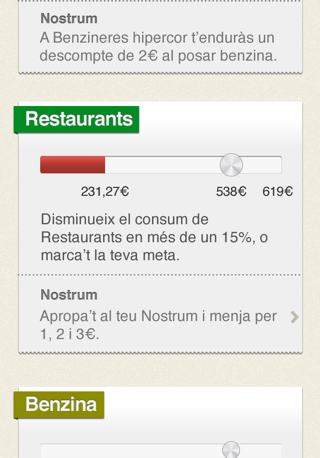 Nostrum
A Benzineres hipercor t’enduràs un
descompte de 2€ al posar benzina.
Restaurants
231,27€ 538€ 619€
Disminueix el consum de
Restaurants en més de un 15%, o
marca’t la teva meta.
Nostrum
Apropa’t al teu Nostrum i menja per
1, 2 i 3€.
Benzina